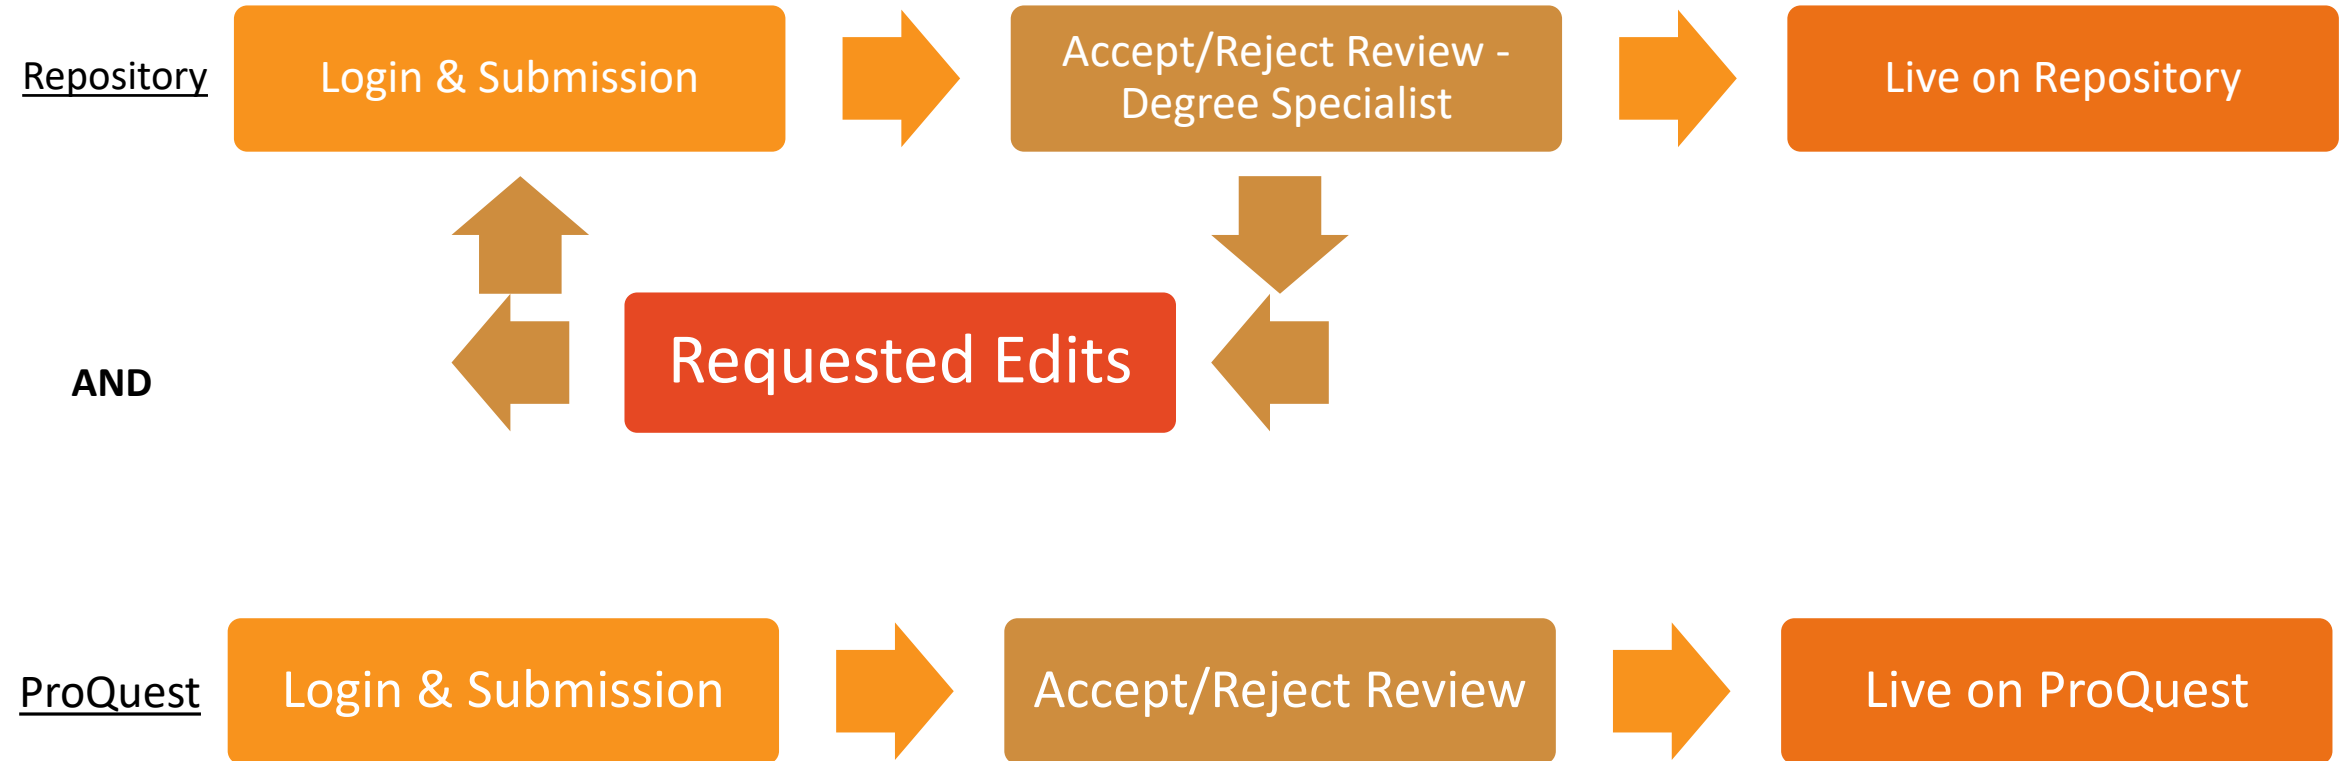 Repository
Login & Submission
Accept/Reject Review -
Degree Specialist
Live on Repository
AND
Requested Edits
ProQuest
Login & Submission
Accept/Reject Review
Live on ProQuest